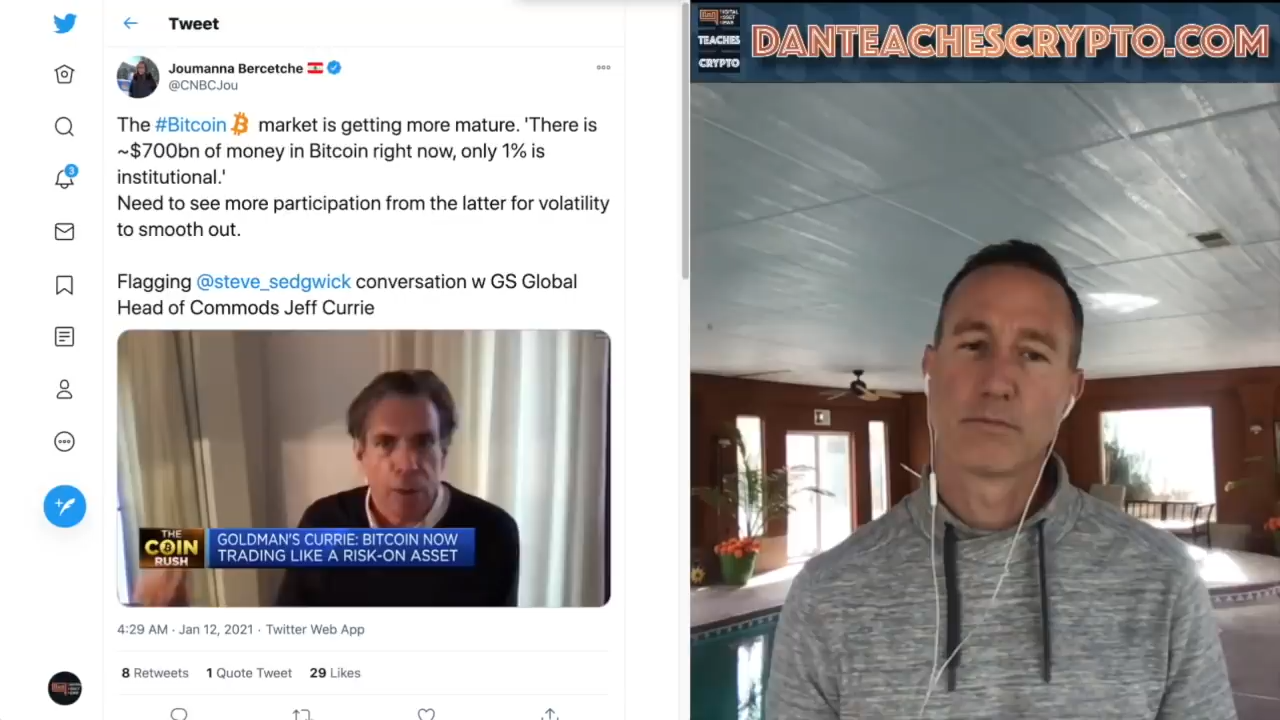 Tweet
Joumanna Bercetche
@CNBCJou
The #Bitcoin market is getting more mature. 'There is
~$700bn of money in Bitcoin right now, only 1% is
institutional.'
Need to see more participation from the latter for volatility
to smooth out.
Flagging @steve_sedgwick conversation w GS Global
Head of Commods Jeff Currie
THE
COIN
RUSH
GOLDMAN'S CURRIE: BITCOIN NOW
TRADING LIKE A RISK-ON ASSET
4:29 AM · Jan 12, 2021 · Twitter Web App
8 Retweets 1 Quote Tweet 29 Likes
3
TEACHES
CRYPTO
DANTEACHESCRYPTO.COM